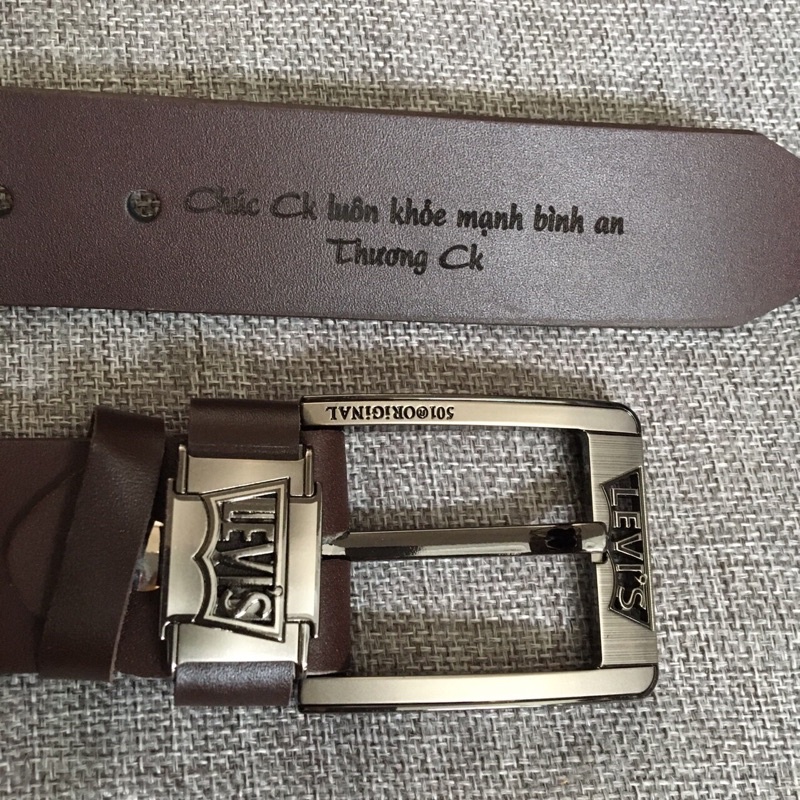 Chúc Ck luôn khỏe mạnh bình an
Thương Ck
501@ORiGiNAL
LEVI'S
LEVI'S